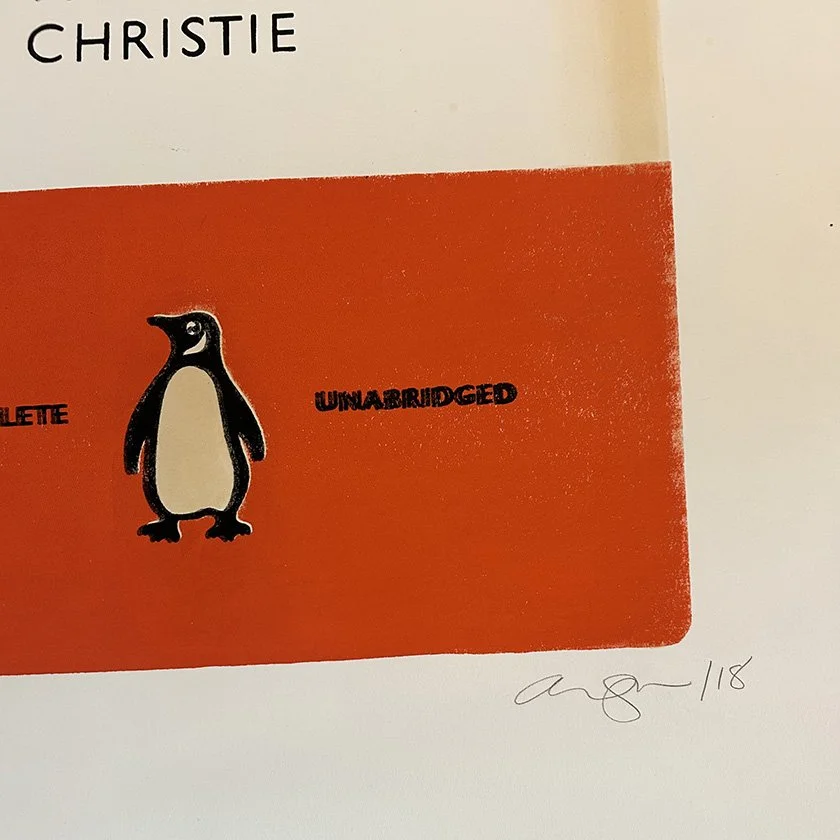 CHRISTIE
LETE UNABRIDGED
/18